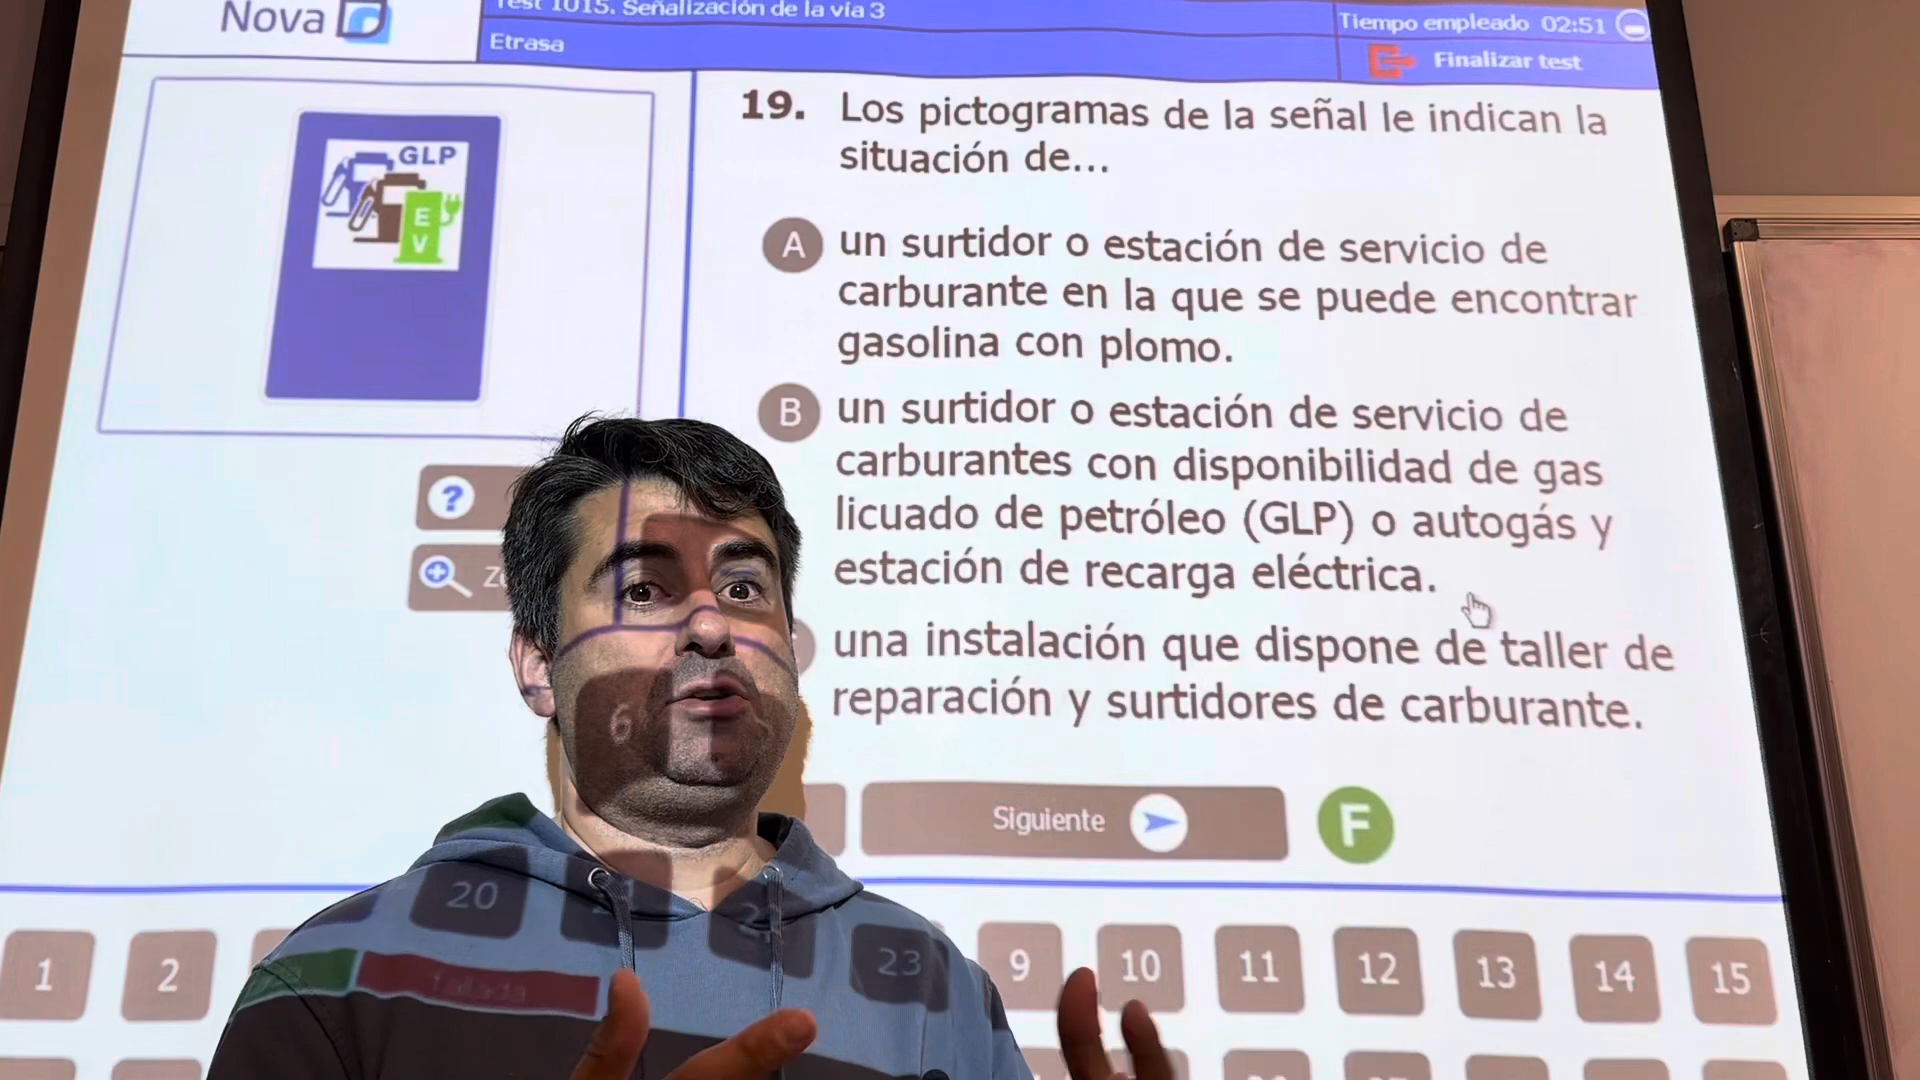 Nova
Test 1015. Señalización de la vía 3
Tiempo empleado 02:51
Etrasa
Finalizar test
GLP
E
V
19. Los pictogramas de la señal le indican la
situación de...
A un surtidor o estación de servicio de
carburante en la que se puede encontrar
gasolina con plomo.
B un surtidor o estación de servicio de
carburantes con disponibilidad de gas
licuado de petróleo (GLP) o autogás y
estación de recarga eléctrica.
una instalación que dispone de taller de
reparación y surtidores de carburante.
?
6
Siguiente
F
20
23
fallada
1 2 9 10 11 12 13 14 15